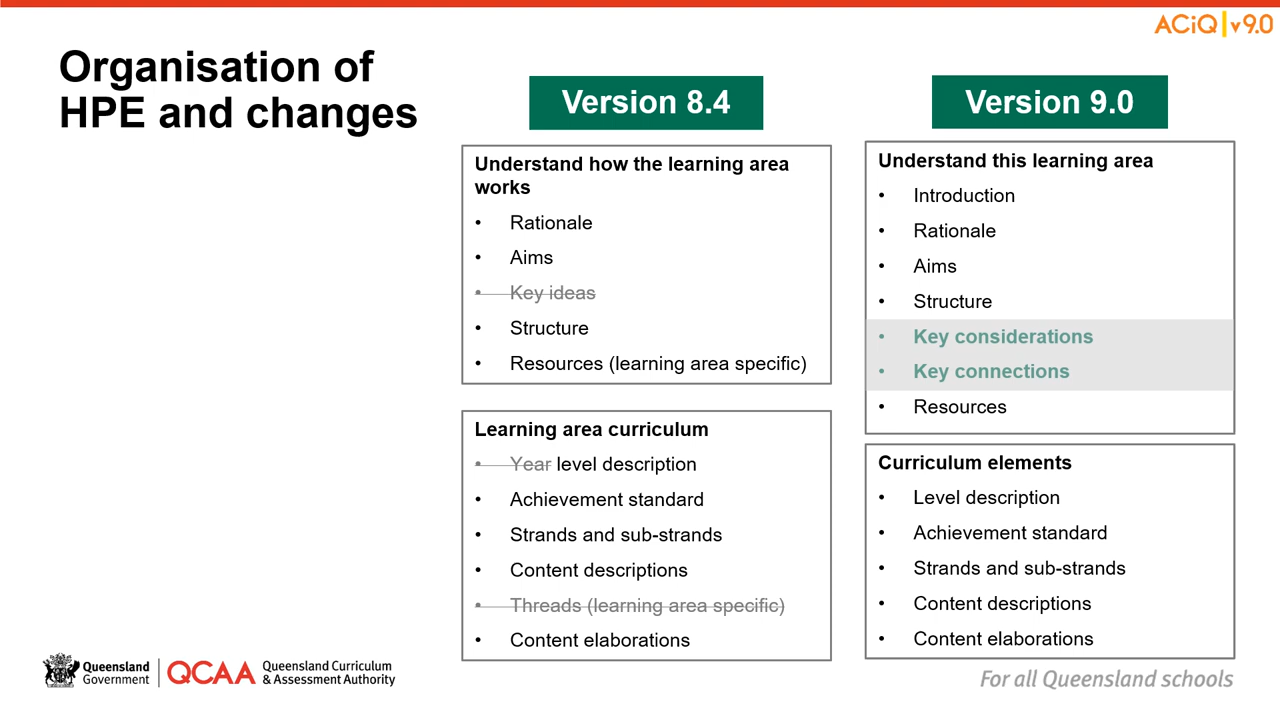 ACiQ|v9.0
Organisation of
HPE and changes
Version 8.4
Understand how the learning area
works
• Rationale
• Aims
• Key ideas
• Structure
• Resources (learning area specific)
Learning area curriculum
• Year level description
• Achievement standard
• Strands and sub-strands
• Content descriptions
• Threads (learning area specific)
• Content elaborations
Version 9.0
Understand this learning area
• Introduction
• Rationale
• Aims
• Structure
• Key considerations
• Key connections
• Resources
Curriculum elements
• Level description
• Achievement standard
• Strands and sub-strands
• Content descriptions
• Content elaborations
Queensland
Government
QCAA
Queensland Curriculum
& Assessment Authority
For all Queensland schools